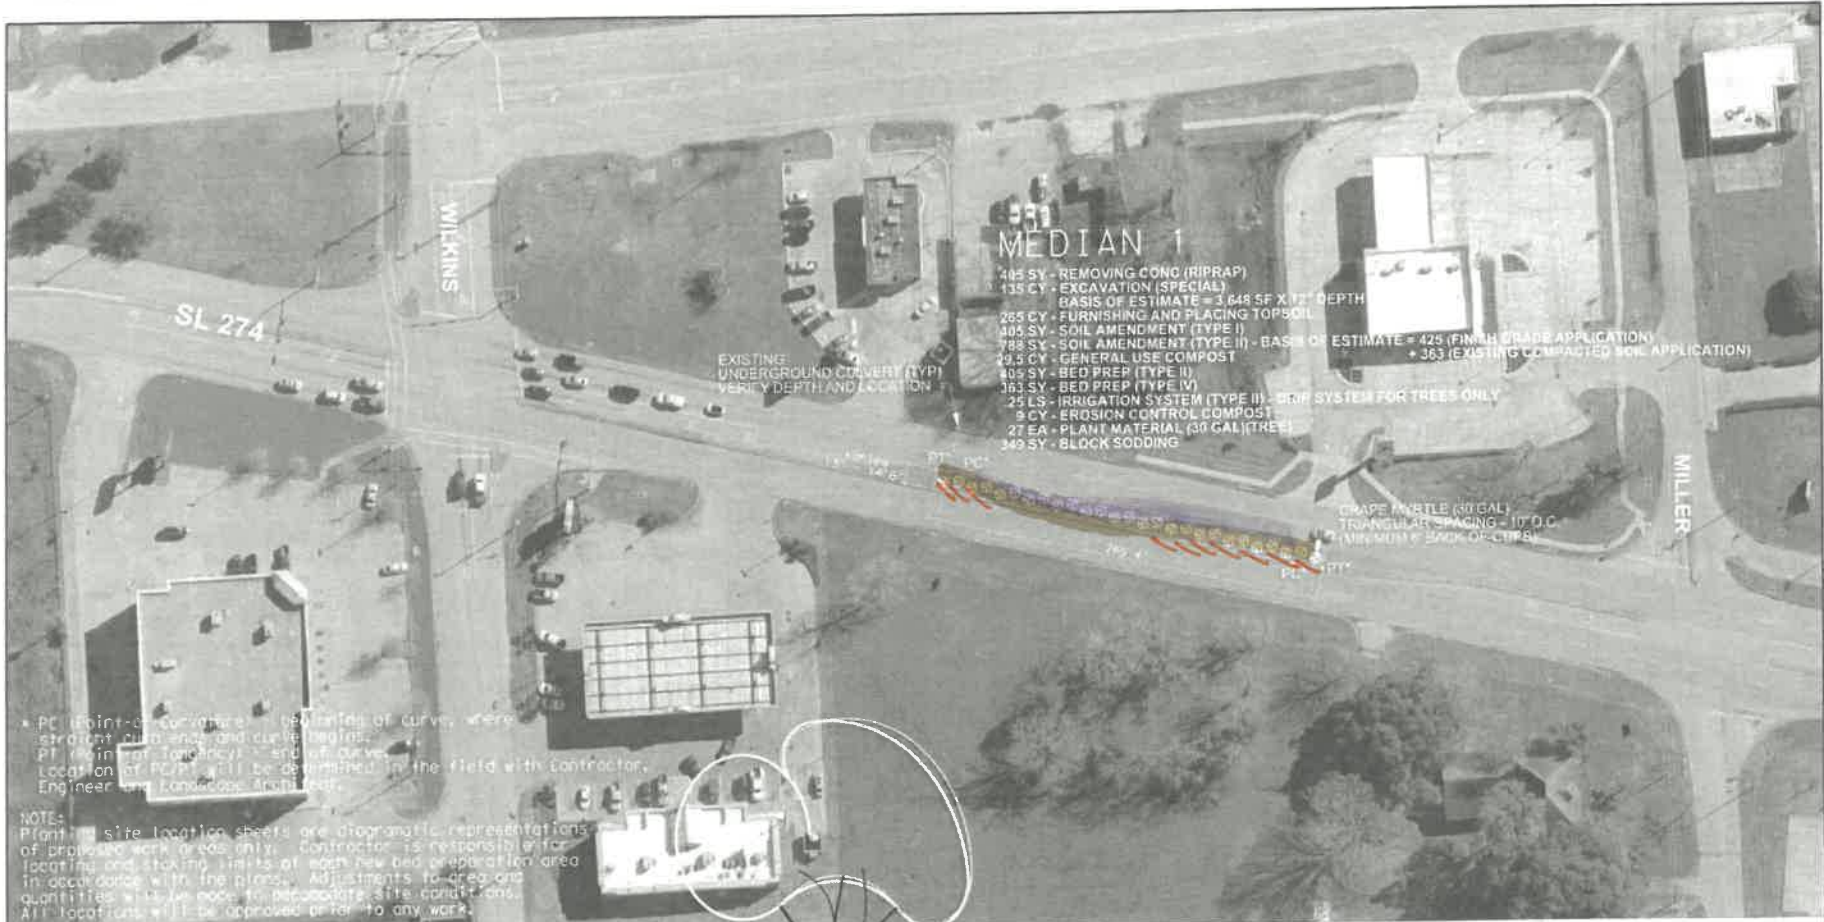 WILKINS
SL 274
MEDIAN 1
405 SY - REMOVING CONC (RIPRAP)
135 CY - EXCAVATION (SPECIAL)
BASIS OF ESTIMATE = 3,648 SF X 12" DEPTH
265 CY - FURNISHING AND PLACING TOPSOIL
405 SY - SOIL AMENDMENT (TYPE I)
788 SY - SOIL AMENDMENT (TYPE II) - BASIS OF ESTIMATE = 425 (FINISH GRADE APPLICATION)
+ 363 (EXISTING COMPACTED SOIL APPLICATION)
29.5 CY - GENERAL USE COMPOST
405 SY - BED PREP (TYPE II)
363 SY - BED PREP (TYPE IV)
25 LS - IRRIGATION SYSTEM (TYPE II) - DRIP SYSTEM FOR TREES ONLY
9 CY - EROSION CONTROL COMPOST
27 EA - PLANT MATERIAL (30 GAL)(TREE)
349 SY - BLOCK SODDING
EXISTING
UNDERGROUND CULVERT (TYP)
VERIFY DEPTH AND LOCATION
PT* PC*
MILLER
CRAPE MYRTLE (30 GAL)
TRIANGULAR SPACING - 10' O.C.
(MINIMUM 6' BACK-OF-CURB)
PC* PT*
* PC (Point-of-Curvature) - beginning of curve, where
straight curb ends and curve begins.
PT (Point of Tangency) - end of curve
Location of PC/PT will be determined in the field with Contractor,
Engineer and Landscape Architect.
NOTE:
Planting site location sheets are diagramatic representations
of proposed work areas only. Contractor is responsible for
locating and staking limits of each new bed preparation area
in accordance with the plans. Adjustments to area and
quantities will be made to accomodate site conditions.
All locations will be approved prior to any work.